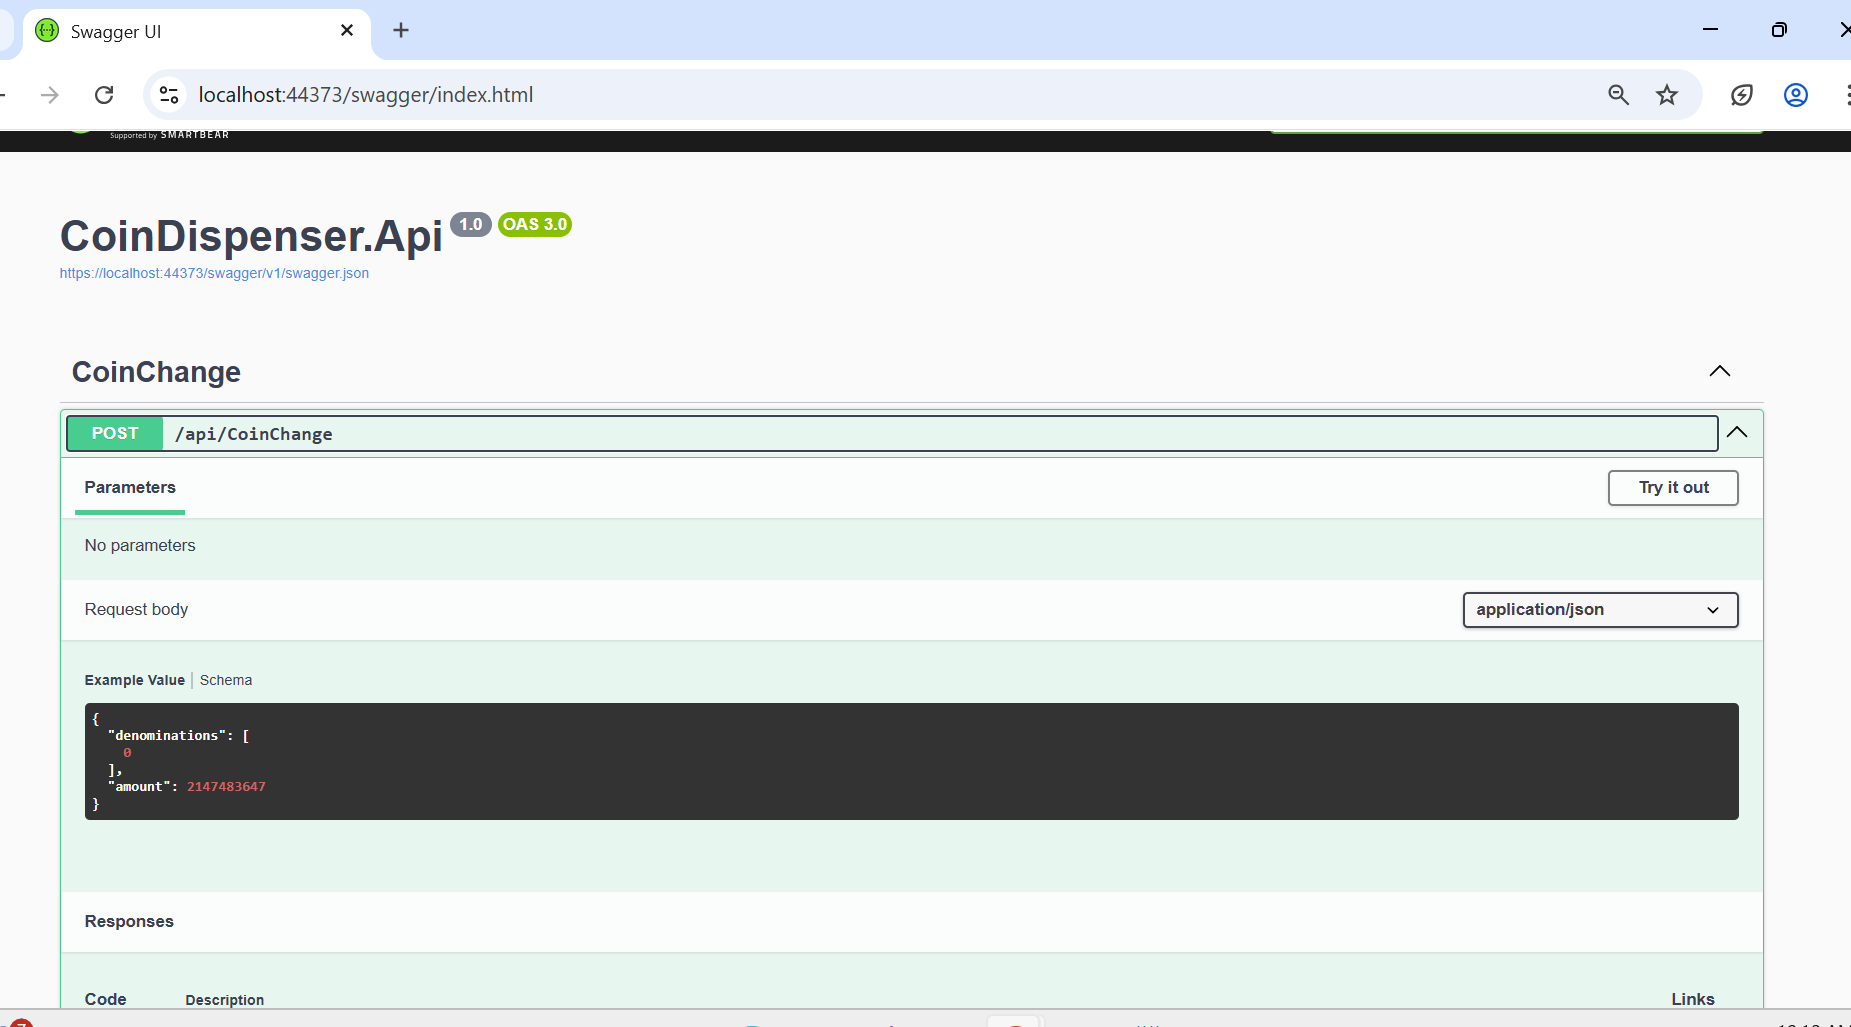 Swagger UI
localhost:44373/swagger/index.html
Supported by SMARTBEAR
CoinDispenser.Api 1.0 OAS 3.0
https://localhost:44373/swagger/v1/swagger.json
CoinChange
POST /api/CoinChange
Parameters
Try it out
No parameters
Request body
application/json
Example Value | Schema
{
"denominations": [
0
],
"amount": 2147483647
}
Responses
Code Description Links